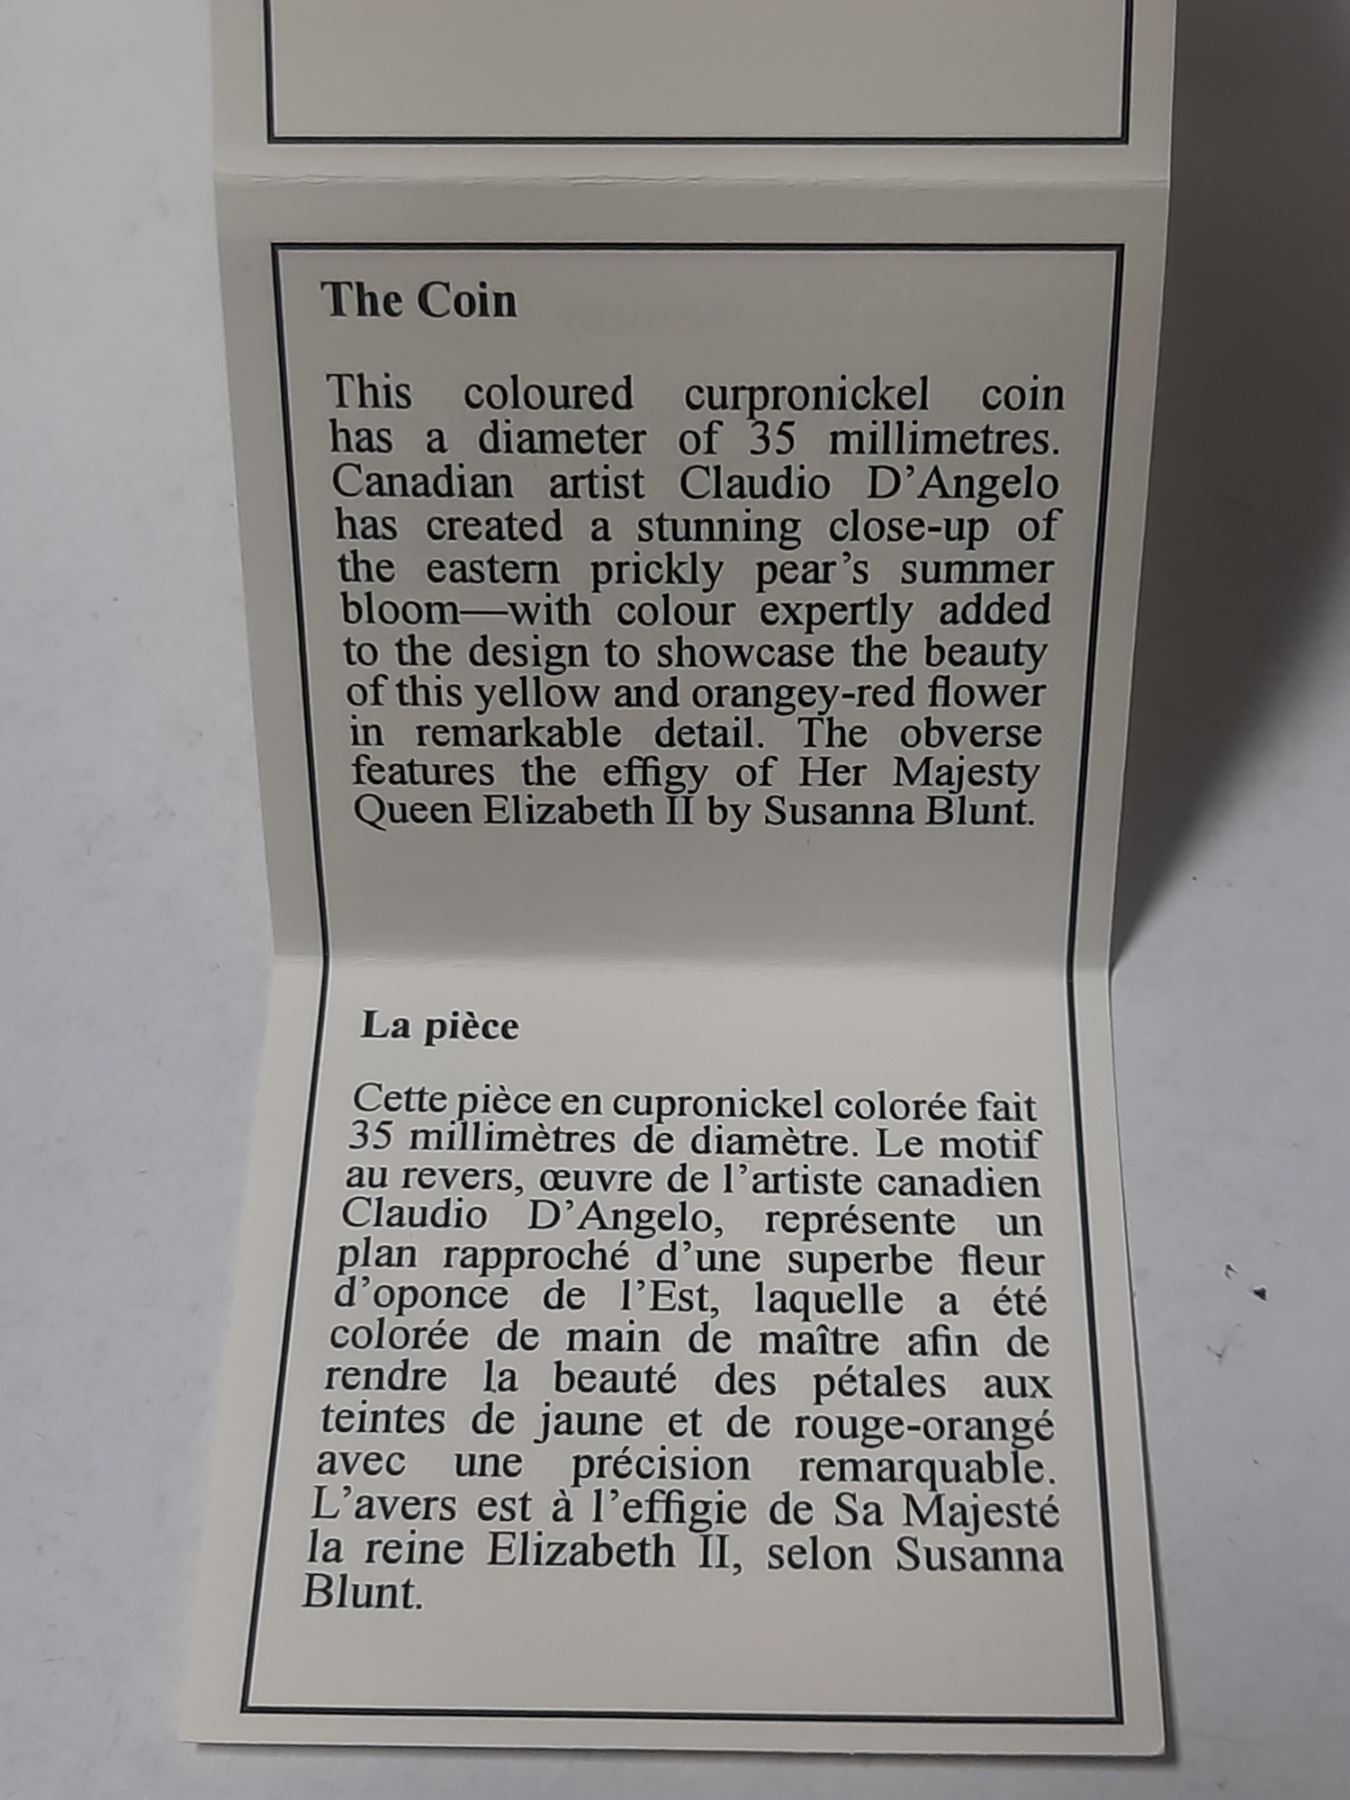 The Coin
This coloured curpronickel coin
has a diameter of 35 millimetres.
Canadian artist Claudio D’Angelo
has created a stunning close-up of
the eastern prickly pear’s summer
bloom—with colour expertly added
to the design to showcase the beauty
of this yellow and orangey-red flower
in remarkable detail. The obverse
features the effigy of Her Majesty
Queen Elizabeth II by Susanna Blunt.
La pièce
Cette pièce en cupronickel colorée fait
35 millimètres de diamètre. Le motif
au revers, œuvre de l’artiste canadien
Claudio D’Angelo, représente un
plan rapproché d’une superbe fleur
d’oponce de l’Est, laquelle a été
colorée de main de maître afin de
rendre la beauté des pétales aux
teintes de jaune et de rouge-orangé
avec une précision remarquable.
L’avers est à l’effigie de Sa Majesté
la reine Elizabeth II, selon Susanna
Blunt.